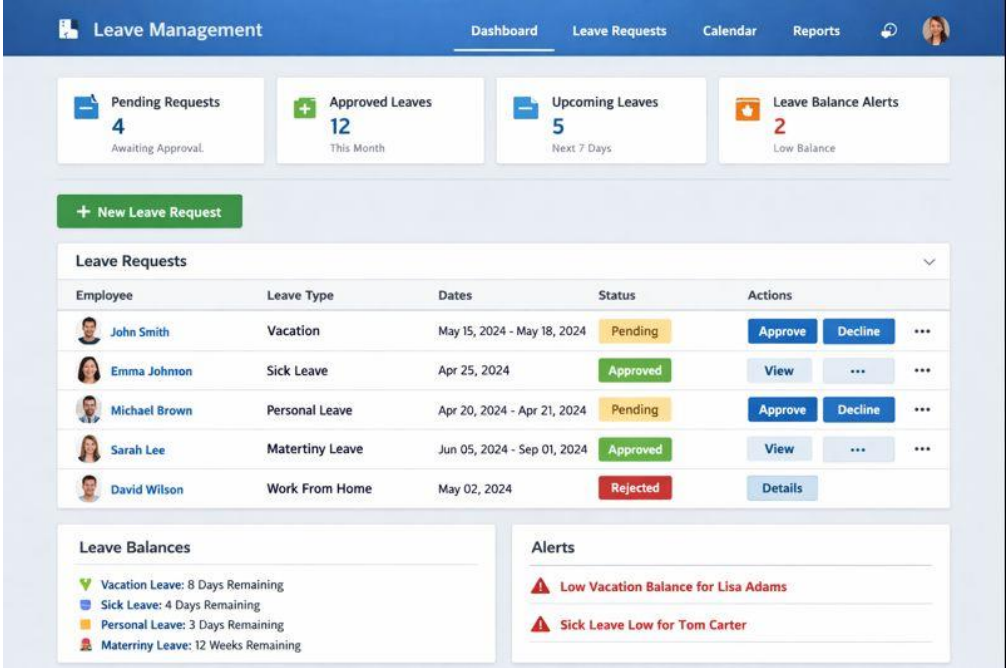 Leave Management Dashboard Leave Requests Calendar Reports
Pending Requests
4
Awaiting Approval.
Approved Leaves
12
This Month
Upcoming Leaves
5
Next 7 Days
Leave Balance Alerts
2
Low Balance
+ New Leave Request
Leave Requests
Employee Leave Type Dates Status Actions
John Smith Vacation May 15, 2024 - May 18, 2024 Pending Approve Decline •••
Emma Johnron Sick Leave Apr 25, 2024 Approved View ••• •••
Michael Brown Personal Leave Apr 20, 2024 - Apr 21, 2024 Pending Approve Decline •••
Sarah Lee Matertiny Leave Jun 05, 2024 - Sep 01, 2024 Approved View ••• •••
David Wilson Work From Home May 02, 2024 Rejected Details
Leave Balances
Vacation Leave: 8 Days Remaining
Sick Leave: 4 Days Remaining
Personal Leave: 3 Days Remaining
Materriny Leave: 12 Weeks Remaining
Alerts
Low Vacation Balance for Lisa Adams
Sick Leave Low for Tom Carter